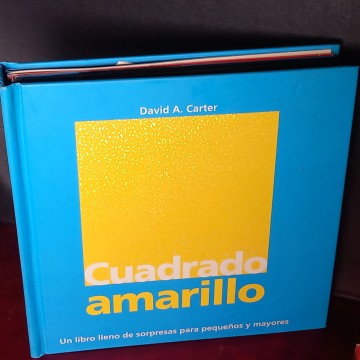 David A. Carter
Cuadrado
amarillo
Un libro lleno de sorpresas para pequeños y mayores